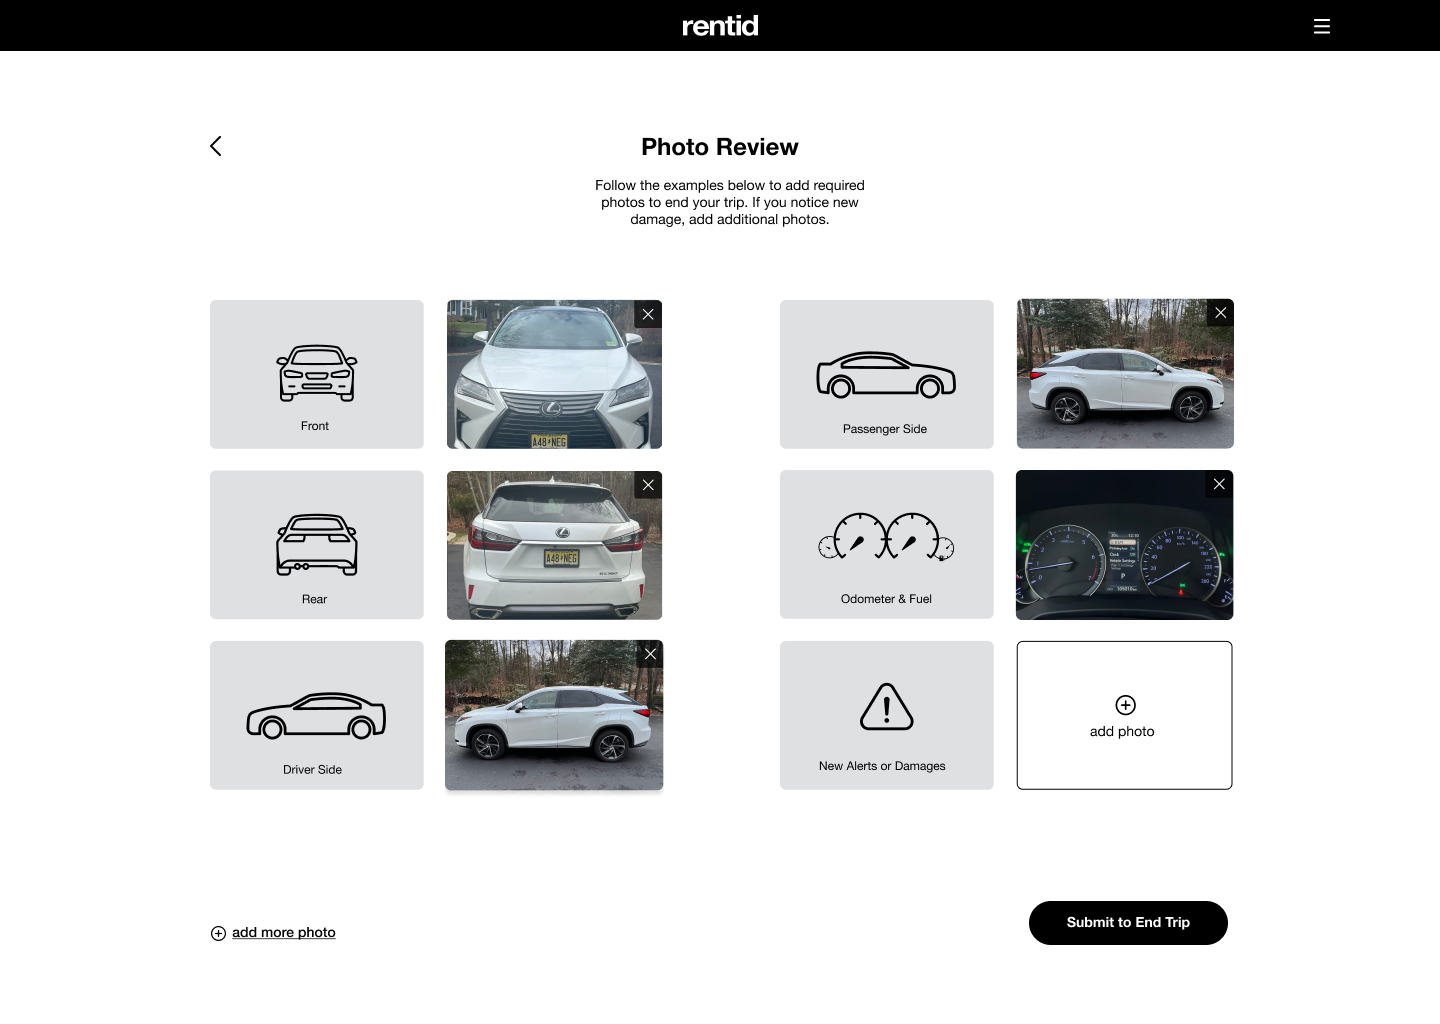 rentid
Photo Review
Follow the examples below to add required
photos to end your trip. If you notice new
damage, add additional photos.
Front
A48•NEG
Passenger Side
Rear
A48•NEG
Odometer & Fuel
P
Driver Side
New Alerts or Damages
add photo
add more photo
Submit to End Trip